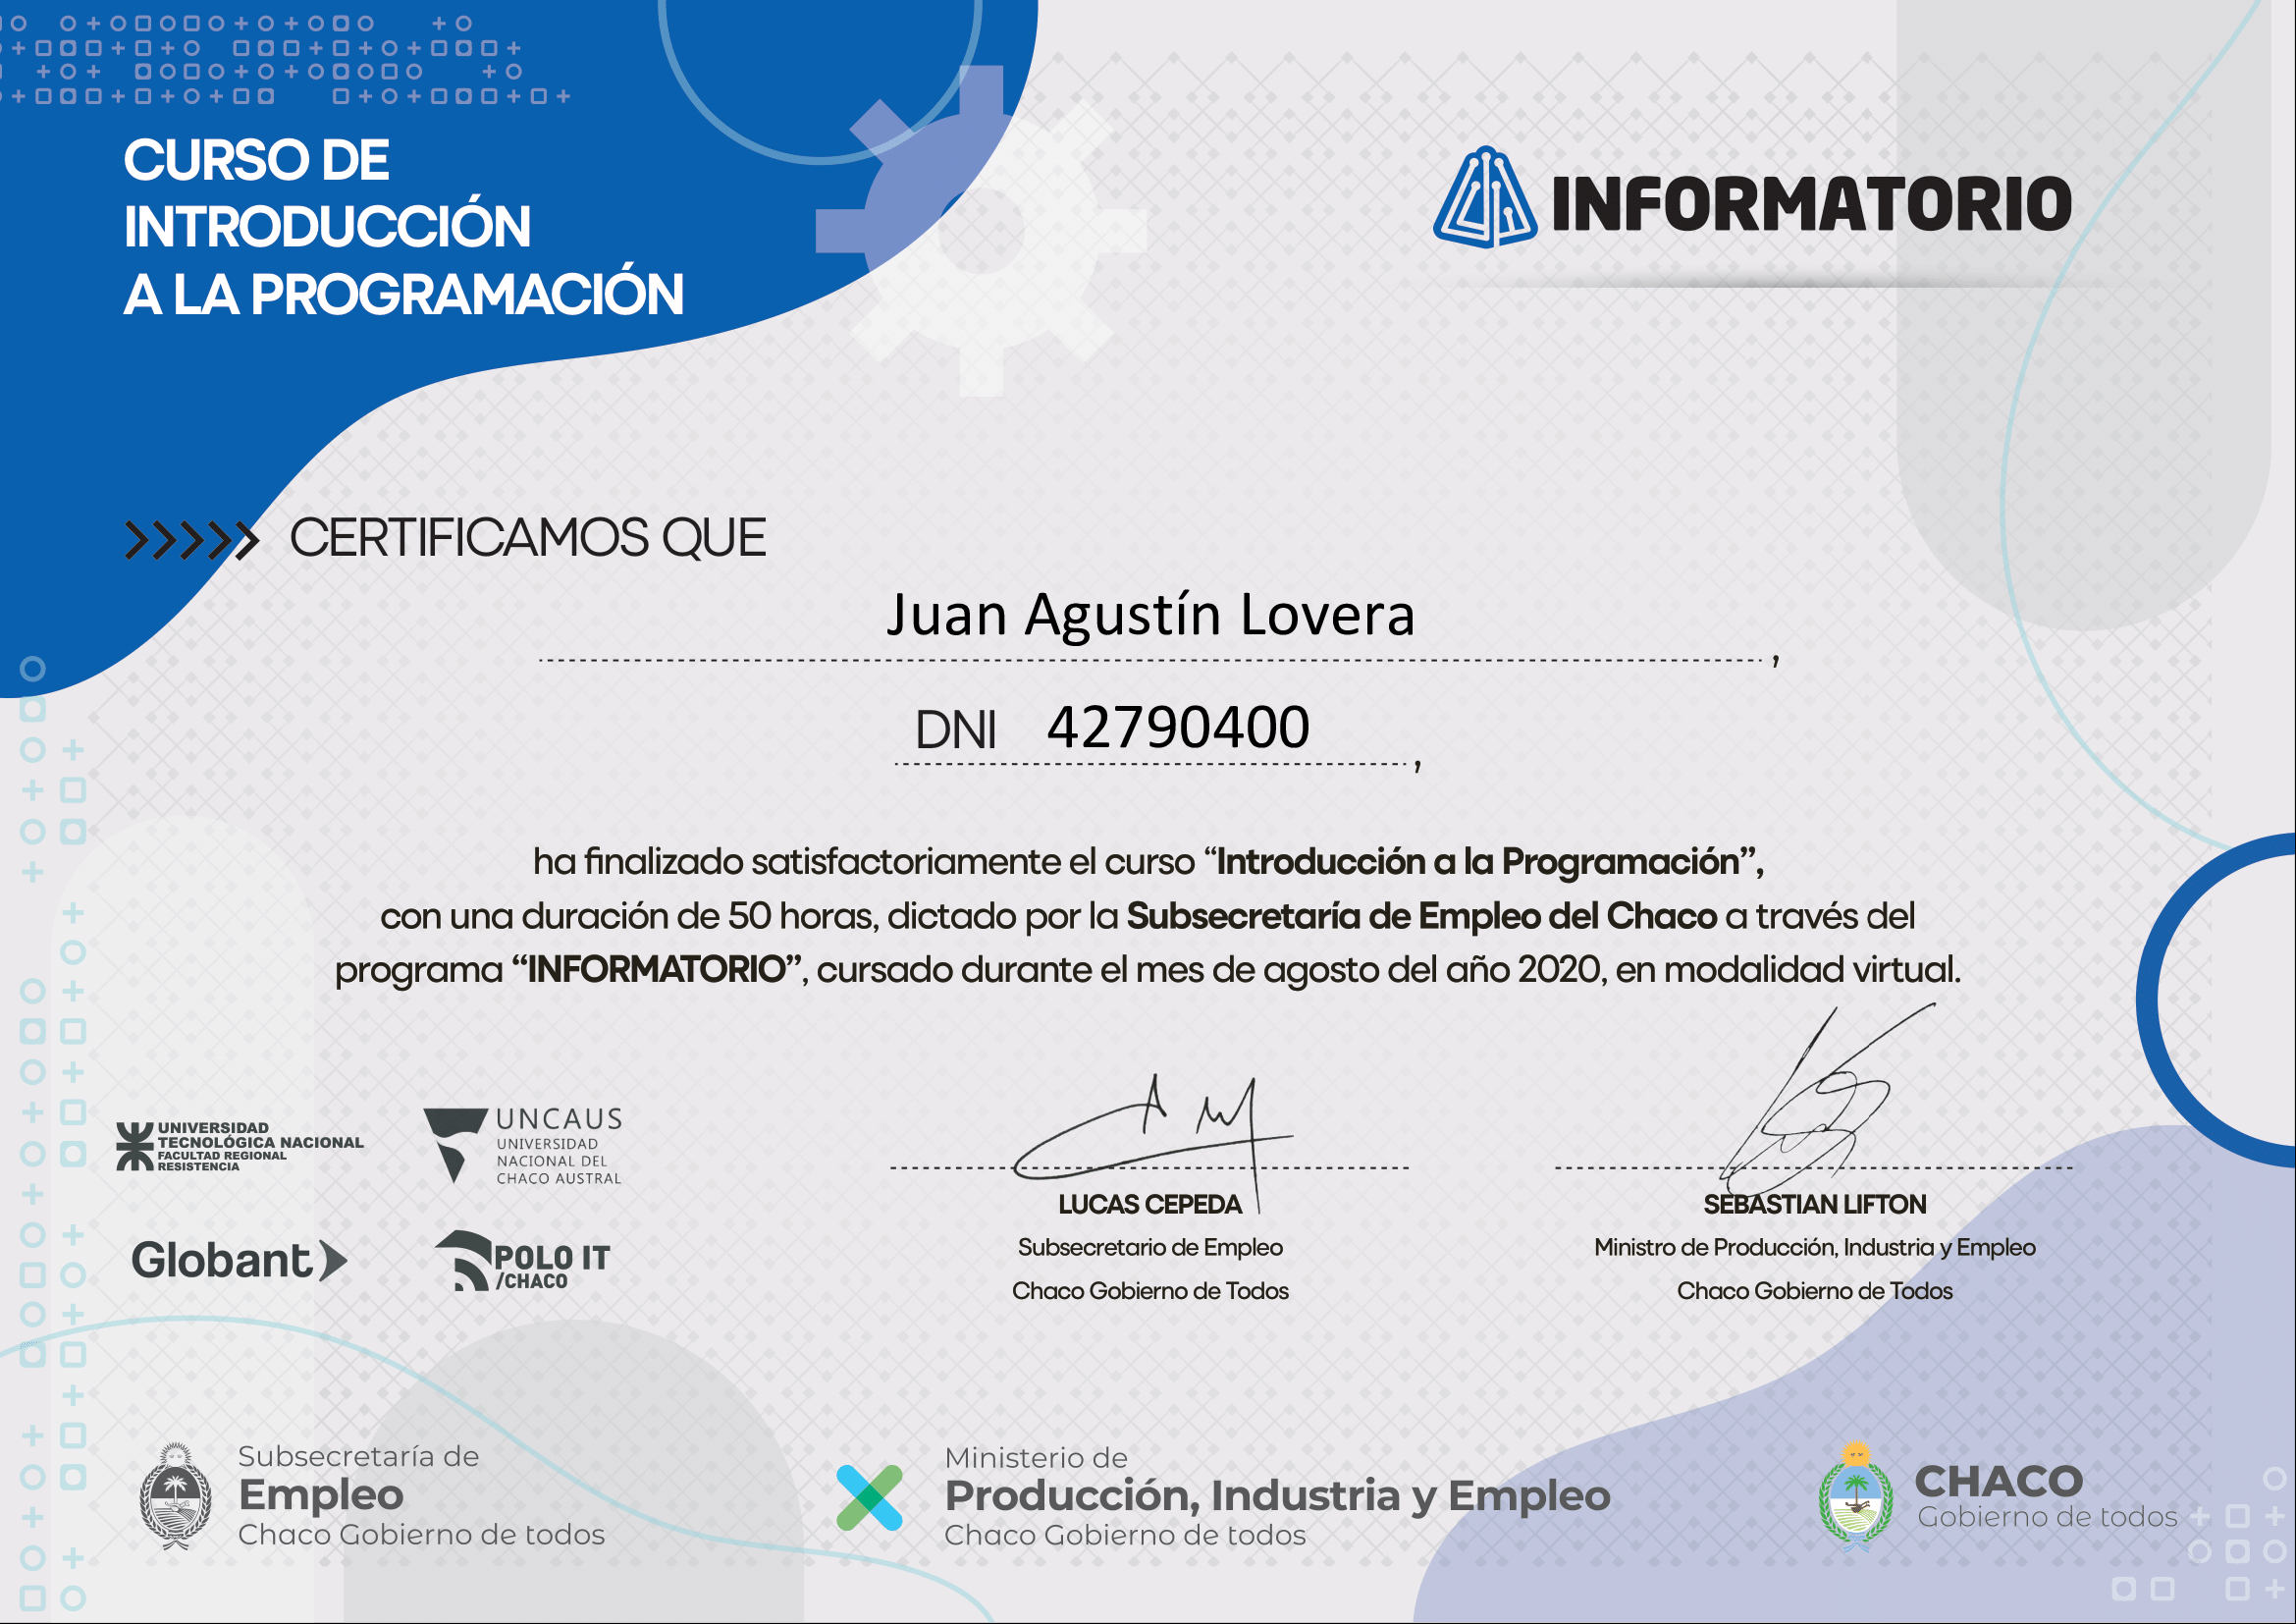 CURSO DE
INTRODUCCIÓN
A LA PROGRAMACIÓN
INFORMATORIO
CERTIFICAMOS QUE
Juan Agustín Lovera
,
DNI 42790400
,
ha finalizado satisfactoriamente el curso “Introducción a la Programación”,
con una duración de 50 horas, dictado por la Subsecretaría de Empleo del Chaco a través del
programa “INFORMATORIO”, cursado durante el mes de agosto del año 2020, en modalidad virtual.
UNIVERSIDAD
TECNOLÓGICA NACIONAL
FACULTAD REGIONAL
RESISTENCIA
UNCAUS
UNIVERSIDAD
NACIONAL DEL
CHACO AUSTRAL
Globant
POLO IT
/CHACO
LUCAS CEPEDA
Subsecretario de Empleo
Chaco Gobierno de Todos
SEBASTIAN LIFTON
Ministro de Producción, Industria y Empleo
Chaco Gobierno de Todos
Subsecretaría de
Empleo
Chaco Gobierno de todos
Ministerio de
Producción, Industria y Empleo
Chaco Gobierno de todos
CHACO
Gobierno de todos